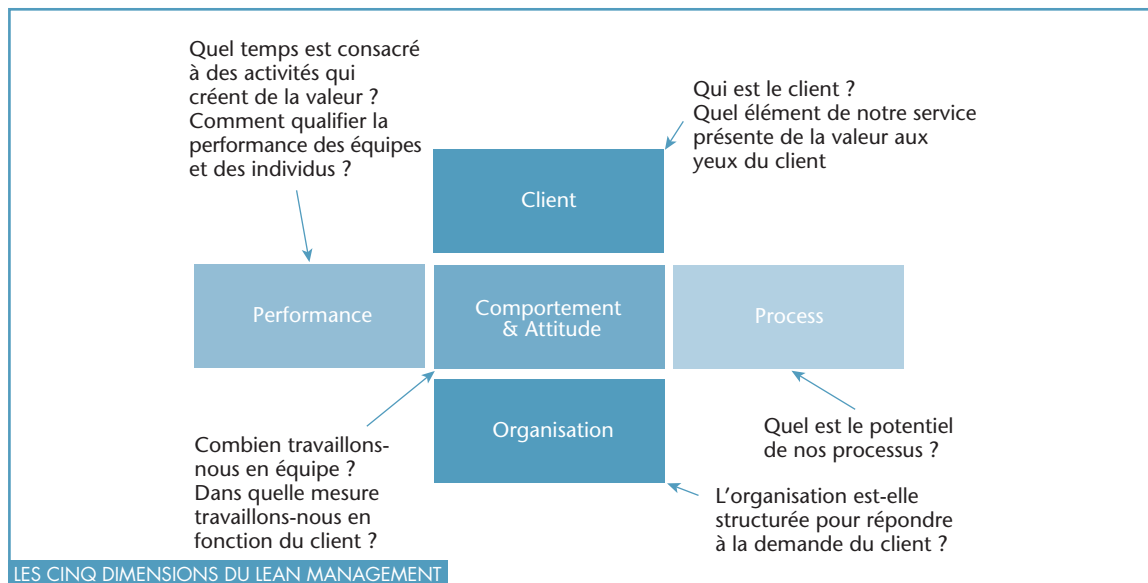 Quel temps est consacré
à des activités qui
créent de la valeur ?
Comment qualifier la
performance des équipes
et des individus ?
Qui est le client ?
Quel élément de notre service
présente de la valeur aux
yeux du client
Client
Performance
Comportement
& Attitude
Process
Organisation
Combien travaillons-
nous en équipe ?
Dans quelle mesure
travaillons-nous en
fonction du client ?
Quel est le potentiel
de nos processus ?
L’organisation est-elle
structurée pour répondre
à la demande du client ?
LES CINQ DIMENSIONS DU LEAN MANAGEMENT